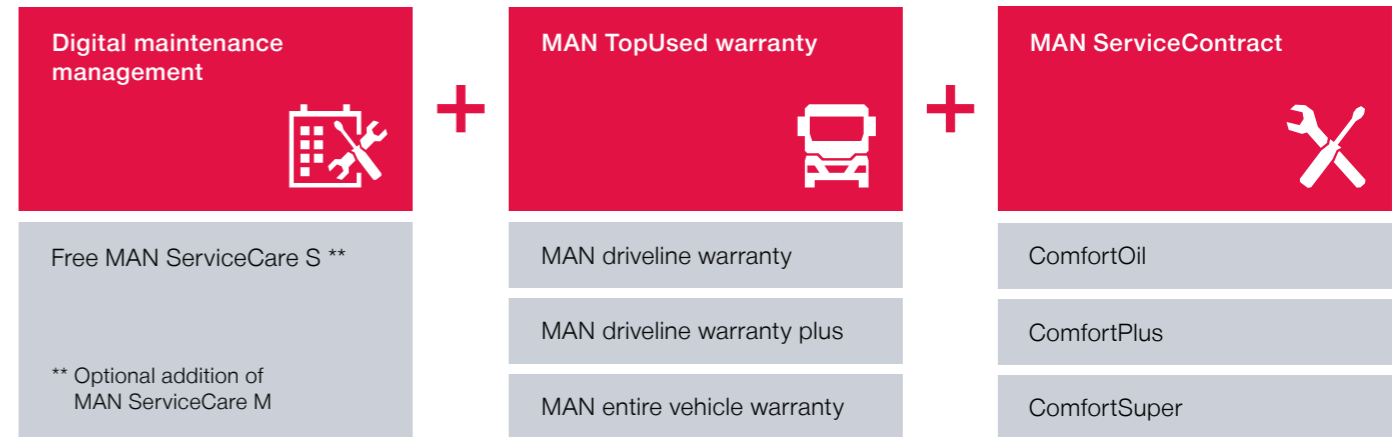 Digital maintenance
management
Free MAN ServiceCare S **
** Optional addition of
MAN ServiceCare M
+
MAN TopUsed warranty
MAN driveline warranty
MAN driveline warranty plus
MAN entire vehicle warranty
+
MAN ServiceContract
ComfortOil
ComfortPlus
ComfortSuper